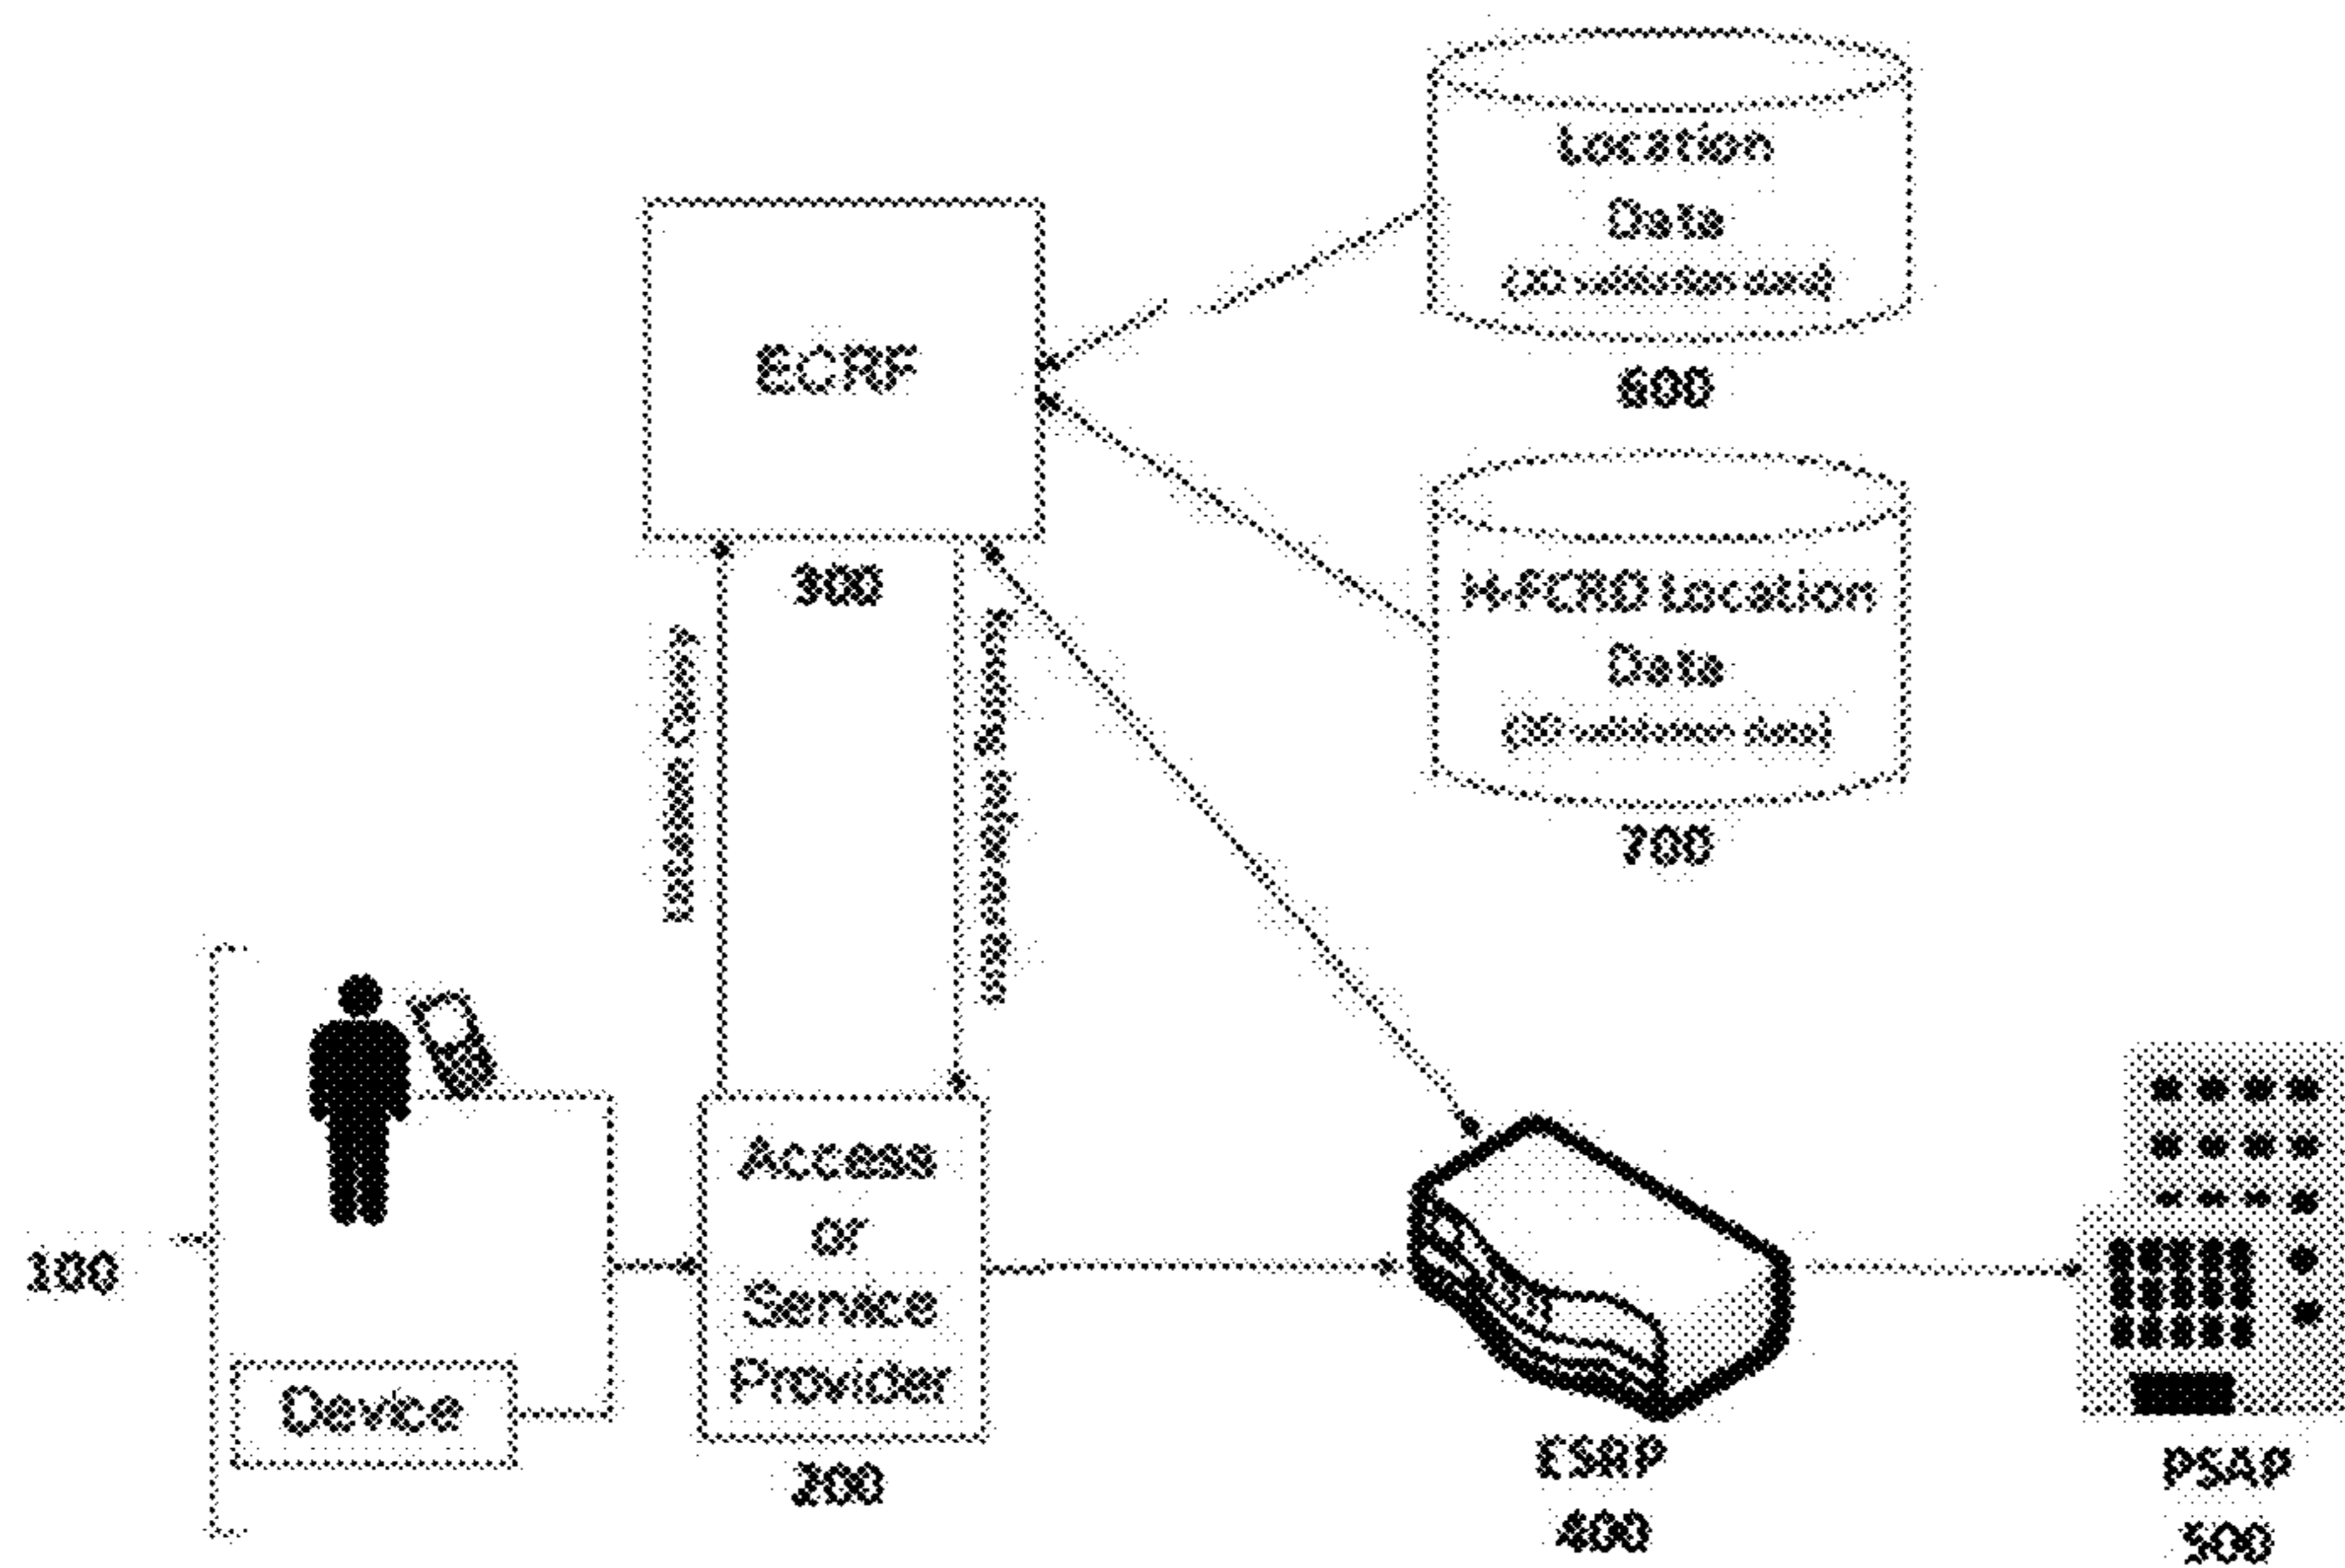 Location
Data
600
ECRF
300
H-FCRD Location
Data
700
100
Device
Access
or
Service
Provider
200
ESRP
400
PSAP
500